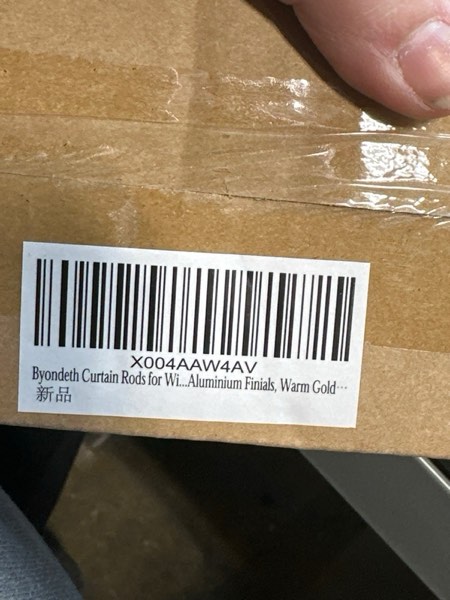 X004AAW4AV
Byondeth Curtain Rods for Wi...Aluminium Finials, Warm Gold···
新品